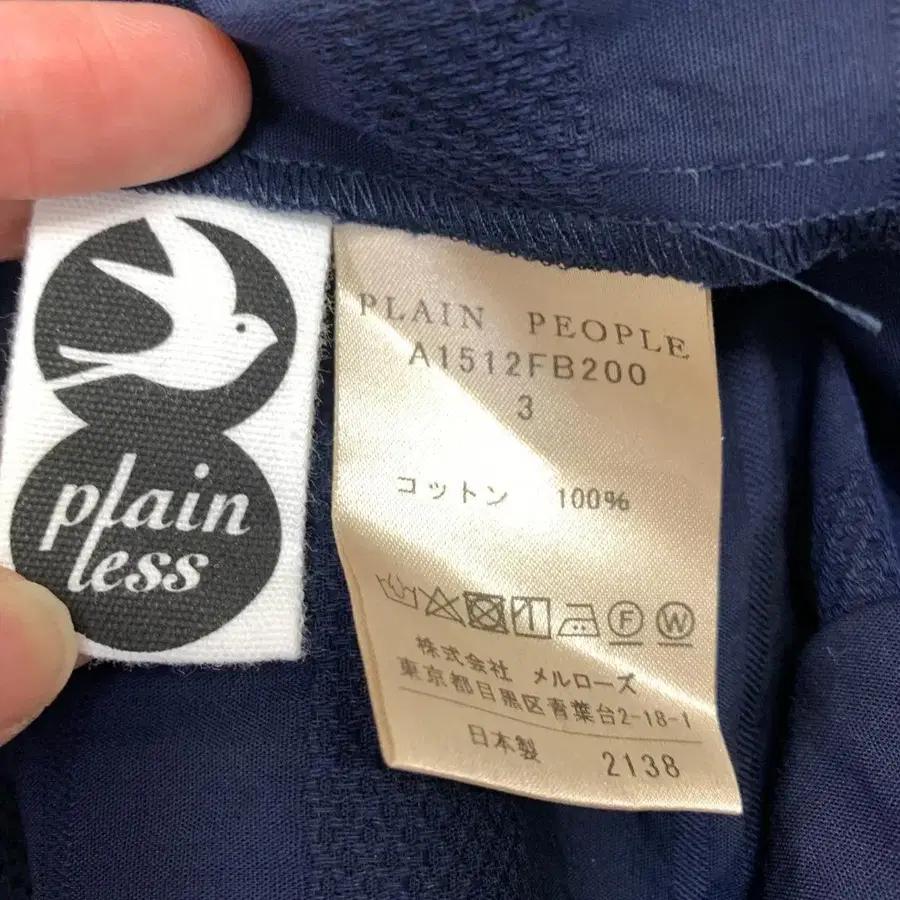 plain
less
PLAIN PEOPLE
A1512FB200
3
コットン 100%
F W
株式会社 メルローズ
東京都目黒区青葉台2-18-1
日本製 2138